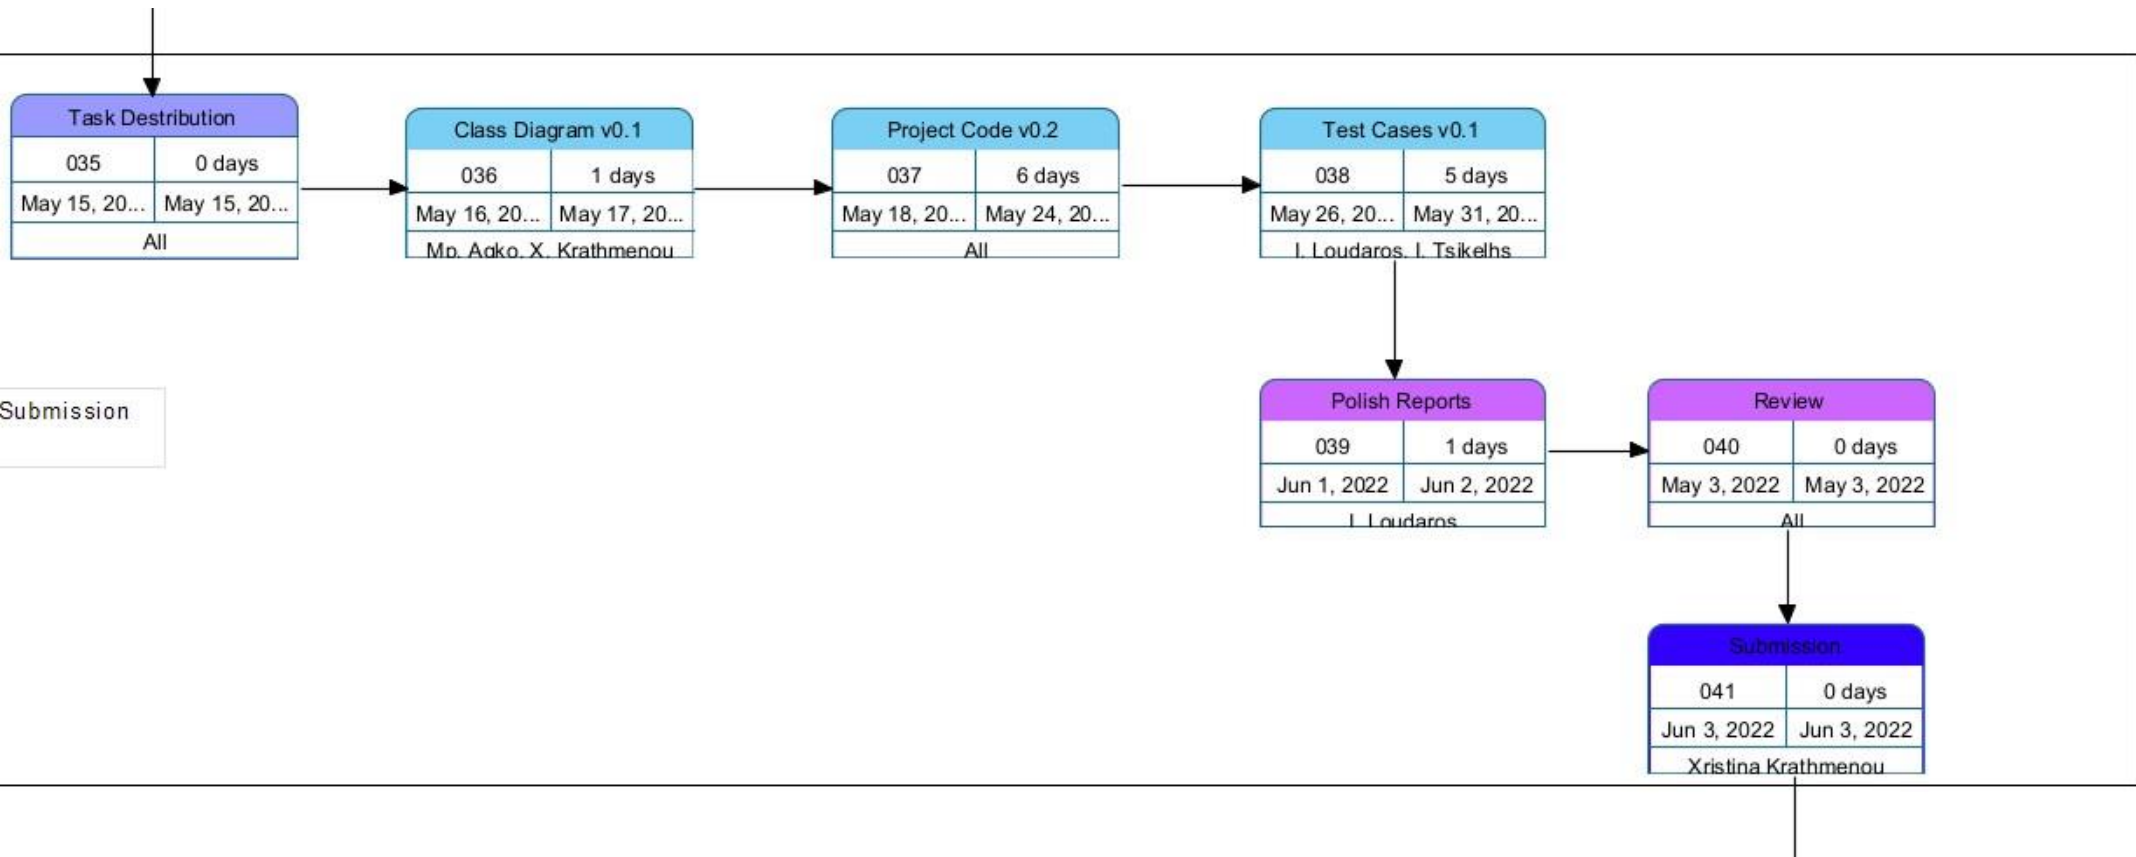 Task Destribution
035 0 days
May 15, 20... May 15, 20...
All
Class Diagram v0.1
036 1 days
May 16, 20... May 17, 20...
Mp. Agko, X. Krathmenou
Project Code v0.2
037 6 days
May 18, 20... May 24, 20...
All
Test Cases v0.1
038 5 days
May 26, 20... May 31, 20...
I. Loudaros, I. Tsikelhs
Submission
Polish Reports
039 1 days
Jun 1, 2022 Jun 2, 2022
I. Loudaros
Review
040 0 days
May 3, 2022 May 3, 2022
All
Submission
041 0 days
Jun 3, 2022 Jun 3, 2022
Xristina Krathmenou